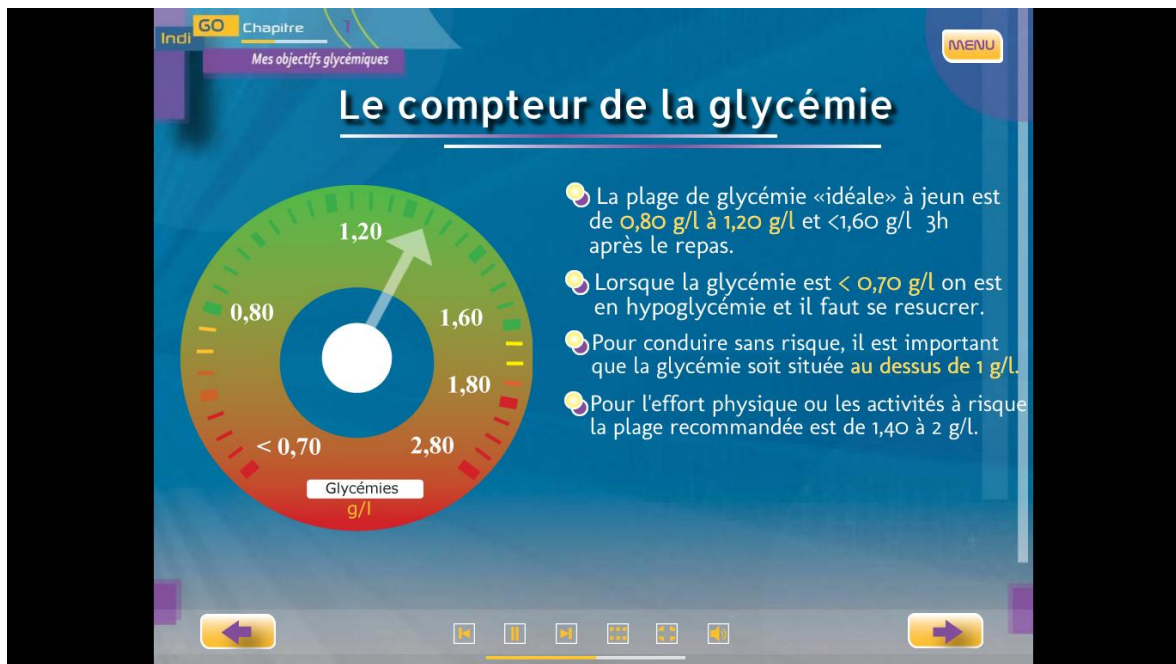 Indi GO Chapitre 1
Mes objectifs glycémiques
MENU
Le compteur de la glycémie
1,20
0,80
1,60
1,80
< 0,70
2,80
Glycémies
g/l
La plage de glycémie «idéale» à jeun est
de 0,80 g/l à 1,20 g/l et <1,60 g/l 3h
après le repas.
Lorsque la glycémie est < 0,70 g/l on est
en hypoglycémie et il faut se resucrer.
Pour conduire sans risque, il est important
que la glycémie soit située au dessus de 1 g/l.
Pour l'effort physique ou les activités à risque
la plage recommandée est de 1,40 à 2 g/l.